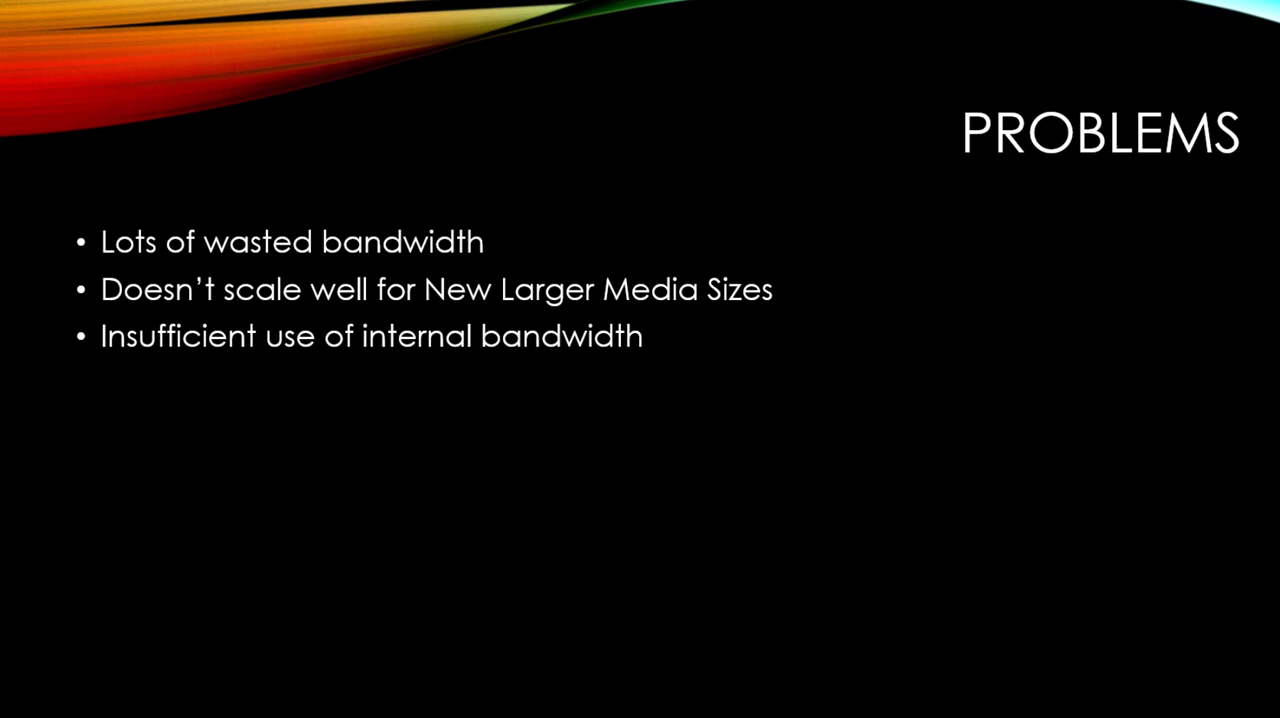 PROBLEMS
• Lots of wasted bandwidth
• Doesn’t scale well for New Larger Media Sizes
• Insufficient use of internal bandwidth